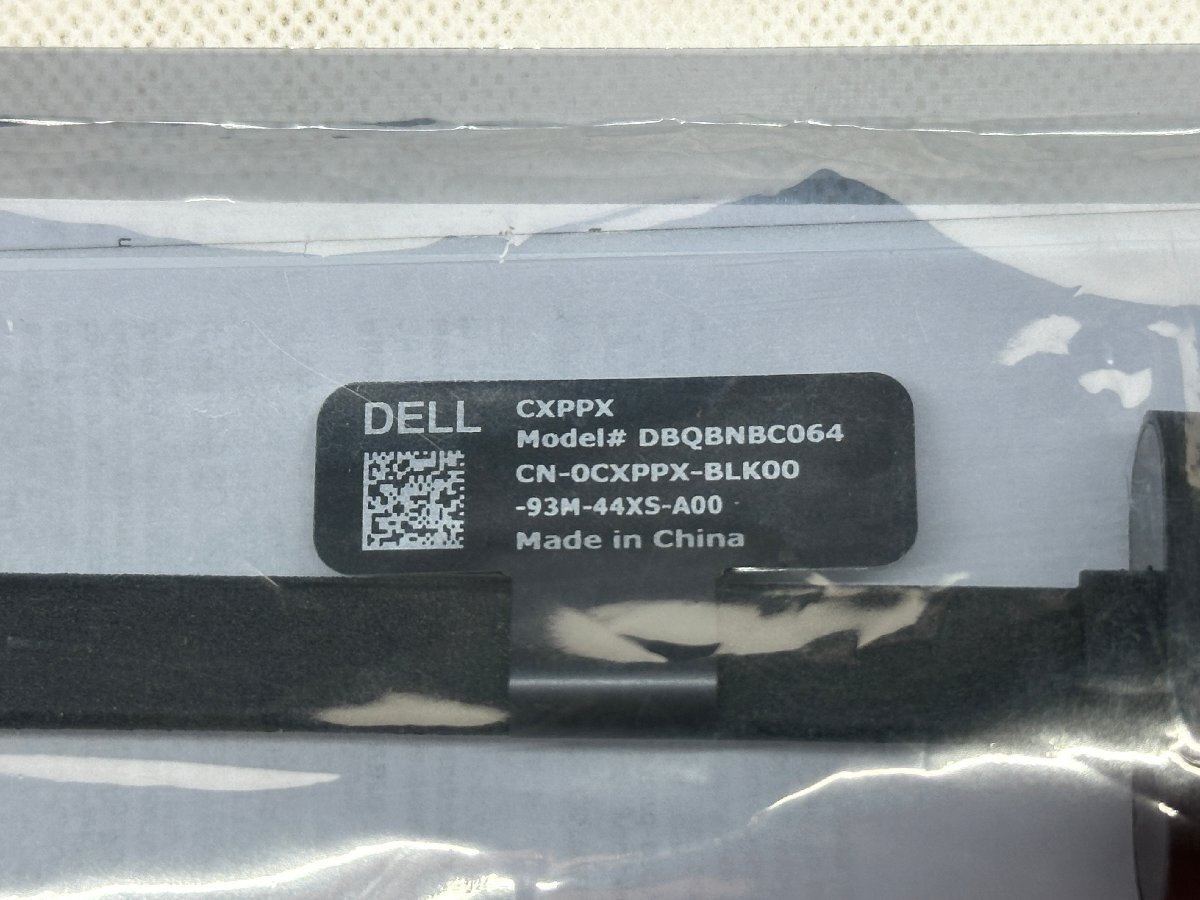 DELL
CXPPX
Model# DBQBNBC064
CN-0CXPPX-BLK00
-93M-44XS-A00
Made in China